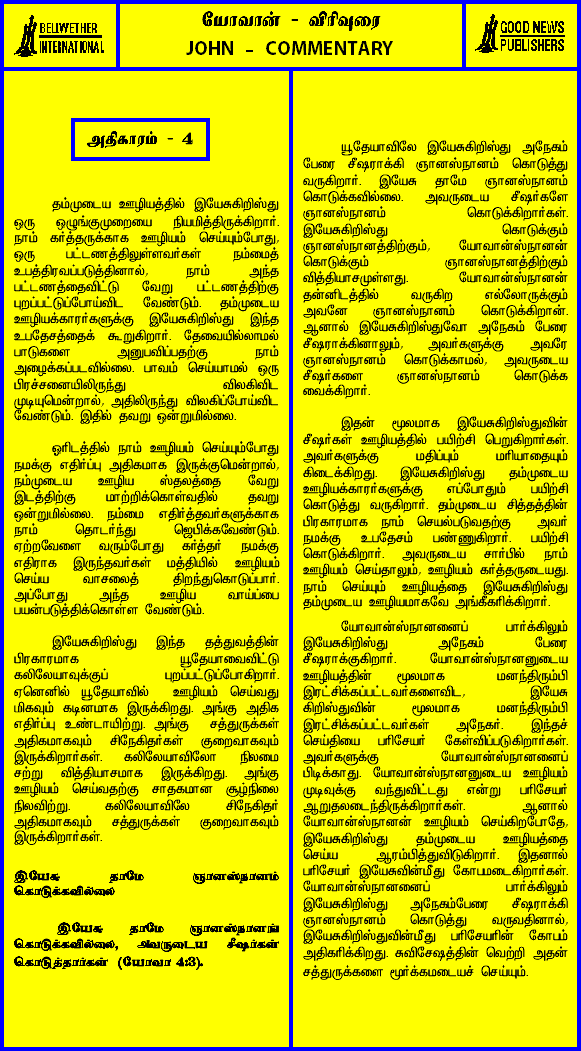 BELWETHER
INTERNATIONAL
யோவான் - விரிவுரை
JOHN - COMMENTARY
GOOD NEWS
PUBLISHERS
அதிகாரம் - 4
தம்முடைய ஊழியத்தில் இயேசுகிறிஸ்து
ஒரு ஒழுங்குமுறையை நியமித்திருக்கிறார்.
நாம் கர்த்தருக்காக ஊழியம் செய்யும்போது,
ஒரு பட்டணத்திலுள்ளவர்கள் நம்மைத்
உபத்திரவப்படுத்தினால், நாம் அந்த
பட்டணத்தைவிட்டு வேறு பட்டணத்திற்கு
புறப்பட்டுப்போய்விட வேண்டும். தம்முடைய
ஊழியக்காரர்களுக்கு இயேசுகிறிஸ்து இந்த
உபதேசத்தைக் கூறுகிறார். தேவையில்லாமல்
பாடுகளை அனுபவிப்பதற்கு நாம்
அழைக்கப்படவில்லை. பாவம் செய்யாமல் ஒரு
பிரச்சனையிலிருந்து விலகிவிட
முடியுமென்றால், அதிலிருந்து விலகிப்போய்விட
வேண்டும். இதில் தவறு ஒன்றுமில்லை.
ஓரிடத்தில் நாம் ஊழியம் செய்யும்போது
நமக்கு எதிர்ப்பு அதிகமாக இருக்குமென்றால்,
நம்முடைய ஊழிய ஸ்தலத்தை வேறு
இடத்திற்கு மாற்றிக்கொள்வதில் தவறு
ஒன்றுமில்லை. நம்மை எதிர்த்தவர்களுக்காக
நாம் தொடர்ந்து ஜெபிக்கவேண்டும்.
ஏற்றவேளை வரும்போது கர்த்தர் நமக்கு
எதிராக இருந்தவர்கள் மத்தியில் ஊழியம்
செய்ய வாசலைத் திறந்துகொடுப்பார்.
அப்போது அந்த ஊழிய வாய்ப்பை
பயன்படுத்திக்கொள்ள வேண்டும்.
இயேசுகிறிஸ்து இந்த தத்துவத்தின்
பிரகாரமாக யூதேயாவைவிட்டு
கலிலேயாவுக்குப் புறப்பட்டுப்போகிறார்.
ஏனெனில் யூதேயாவில் ஊழியம் செய்வது
மிகவும் கடினமாக இருக்கிறது. அங்கு அதிக
எதிர்ப்பு உண்டாயிற்று. அங்கு சத்துருக்கள்
அதிகமாகவும் சிநேகிதர்கள் குறைவாகவும்
இருக்கிறார்கள். கலிலேயாவிலோ நிலமை
சற்று வித்தியாசமாக இருக்கிறது. அங்கு
ஊழியம் செய்வதற்கு சாதகமான சூழ்நிலை
நிலவிற்று. கலிலேயாவிலே சிநேகிதர்
அதிகமாகவும் சத்துருக்கள் குறைவாகவும்
இருக்கிறார்கள்.
இயேசு தாமே ஞானஸ்நானம்
கொடுக்கவில்லை
இயேசு தாமே ஞானஸ்நானங்
கொடுக்கவில்லை, அவருடைய சீஷர்கள்
கொடுத்தார்கள் (யோவா 4:3).
யூதேயாவிலே இயேசுகிறிஸ்து அநேகம்
பேரை சீஷராக்கி ஞானஸ்நானம் கொடுத்து
வருகிறார். இயேசு தாமே ஞானஸ்நானம்
கொடுக்கவில்லை. அவருடைய சீஷர்களே
ஞானஸ்நானம் கொடுக்கிறார்கள்.
இயேசுகிறிஸ்து கொடுக்கும்
ஞானஸ்நானத்திற்கும், யோவான்ஸ்நானன்
கொடுக்கும் ஞானஸ்நானத்திற்கும்
வித்தியாசமுள்ளது. யோவான்ஸ்நானன்
தன்னிடத்தில் வருகிற எல்லோருக்கும்
அவனே ஞானஸ்நானம் கொடுக்கிறான்.
ஆனால் இயேசுகிறிஸ்துவோ அநேகம் பேரை
சீஷராக்கினாலும், அவர்களுக்கு அவரே
ஞானஸ்நானம் கொடுக்காமல், அவருடைய
சீஷர்களை ஞானஸ்நானம் கொடுக்க
வைக்கிறார்.
இதன் மூலமாக இயேசுகிறிஸ்துவின்
சீஷர்கள் ஊழியத்தில் பயிற்சி பெறுகிறார்கள்.
அவர்களுக்கு மதிப்பும் மரியாதையும்
கிடைக்கிறது. இயேசுகிறிஸ்து தம்முடைய
ஊழியக்காரர்களுக்கு எப்போதும் பயிற்சி
கொடுத்து வருகிறார். தம்முடைய சித்தத்தின்
பிரகாரமாக நாம் செயல்படுவதற்கு அவர்
நமக்கு உபதேசம் பண்ணுகிறார். பயிற்சி
கொடுக்கிறார். அவருடைய சார்பில் நாம்
ஊழியம் செய்தாலும், ஊழியம் கர்த்தருடையது.
நாம் செய்யும் ஊழியத்தை இயேசுகிறிஸ்து
தம்முடைய ஊழியமாகவே அங்கீகரிக்கிறார்.
யோவான்ஸ்நானனைப் பார்க்கிலும்
இயேசுகிறிஸ்து அநேகம் பேரை
சீஷராக்குகிறார். யோவான்ஸ்நானனுடைய
ஊழியத்தின் மூலமாக மனந்திரும்பி
இரட்சிக்கப்பட்டவர்களைவிட, இயேசு
கிறிஸ்துவின் மூலமாக மனந்திரும்பி
இரட்சிக்கப்பட்டவர்கள் அநேகர். இந்தச்
செய்தியை பரிசேயர் கேள்விப்படுகிறார்கள்.
அவர்களுக்கு யோவான்ஸ்நானனைப்
பிடிக்காது. யோவான்ஸ்நானனுடைய ஊழியம்
முடிவுக்கு வந்துவிட்டது என்று பரிசேயர்
ஆறுதலடைந்திருக்கிறார்கள். ஆனால்
யோவான்ஸ்நானன் ஊழியம் செய்கிறபோதே,
இயேசுகிறிஸ்து தம்முடைய ஊழியத்தை
செய்ய ஆரம்பித்துவிடுகிறார். இதனால்
பரிசேயர் இயேசுவின்மீது கோபமடைகிறார்கள்.
யோவான்ஸ்நானனைப் பார்க்கிலும்
இயேசுகிறிஸ்து அநேகம்பேரை சீஷராக்கி
ஞானஸ்நானம் கொடுத்து வருவதினால்,
இயேசுகிறிஸ்துவின்மீது பரிசேயரின் கோபம்
அதிகரிக்கிறது. சுவிசேஷத்தின் வெற்றி அதன்
சத்துருக்களை மூர்க்கமடையச் செய்யும்.